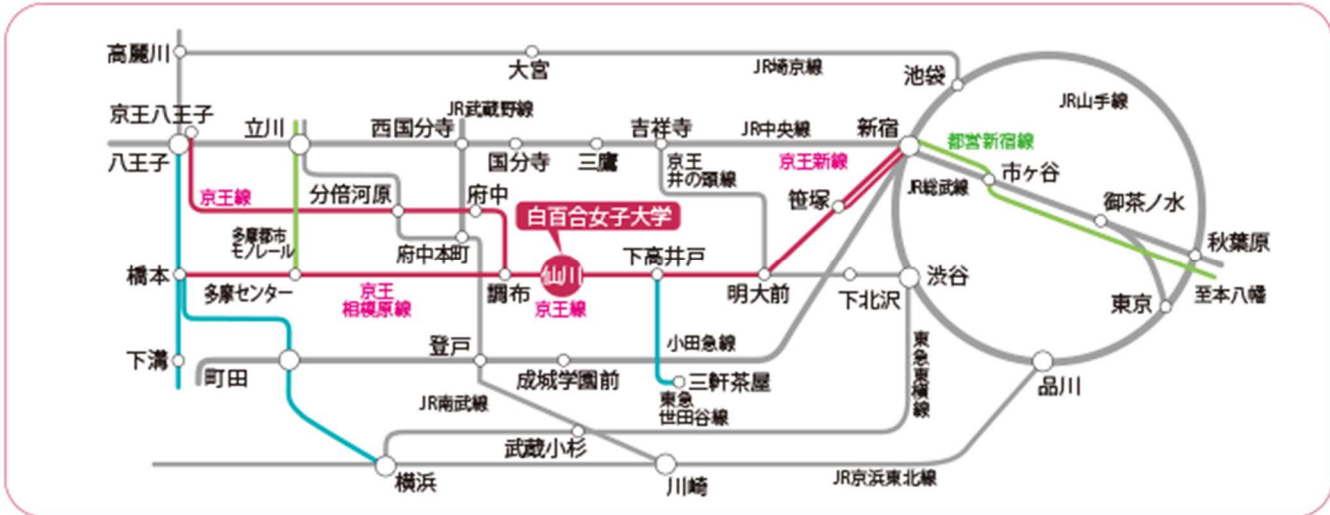 高麗川
大宮
JR埼京線
池袋
JR山手線
京王八王子
立川
西国分寺
JR武蔵野線
吉祥寺
JR中央線
新宿
都営新宿線
八王子
国分寺
三鷹
京王
井の頭線
京王新線
JR総武線
市ヶ谷
京王線
分倍河原
府中
白百合女子大学
笹塚
御茶ノ水
多摩都市
モノレール
府中本町
下高井戸
秋葉原
橋本
多摩センター
京王
相模原線
調布
仙川
京王線
明大前
下北沢
渋谷
東京
至本八幡
下溝
町田
登戸
成城学園前
小田急線
三軒茶屋
東急
世田谷線
東急東横線
品川
JR南武線
武蔵小杉
横浜
川崎
JR京浜東北線